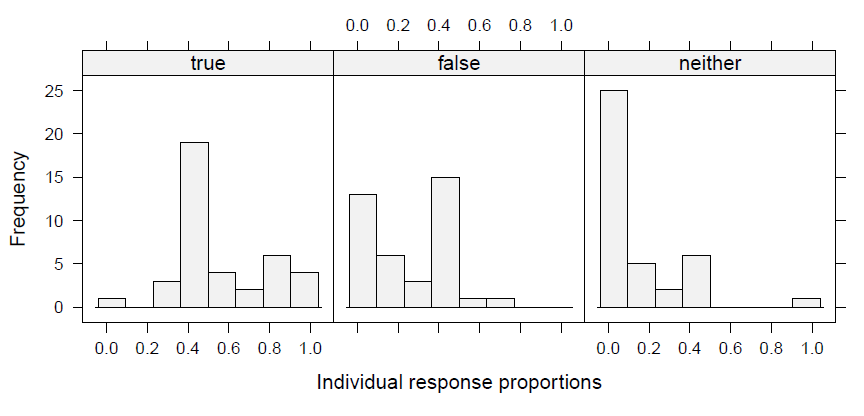 0.0 0.2 0.4 0.6 0.8 1.0
true false neither
25
20
15
10
5
0
Frequency
0.0 0.2 0.4 0.6 0.8 1.0 0.0 0.2 0.4 0.6 0.8 1.0
Individual response proportions